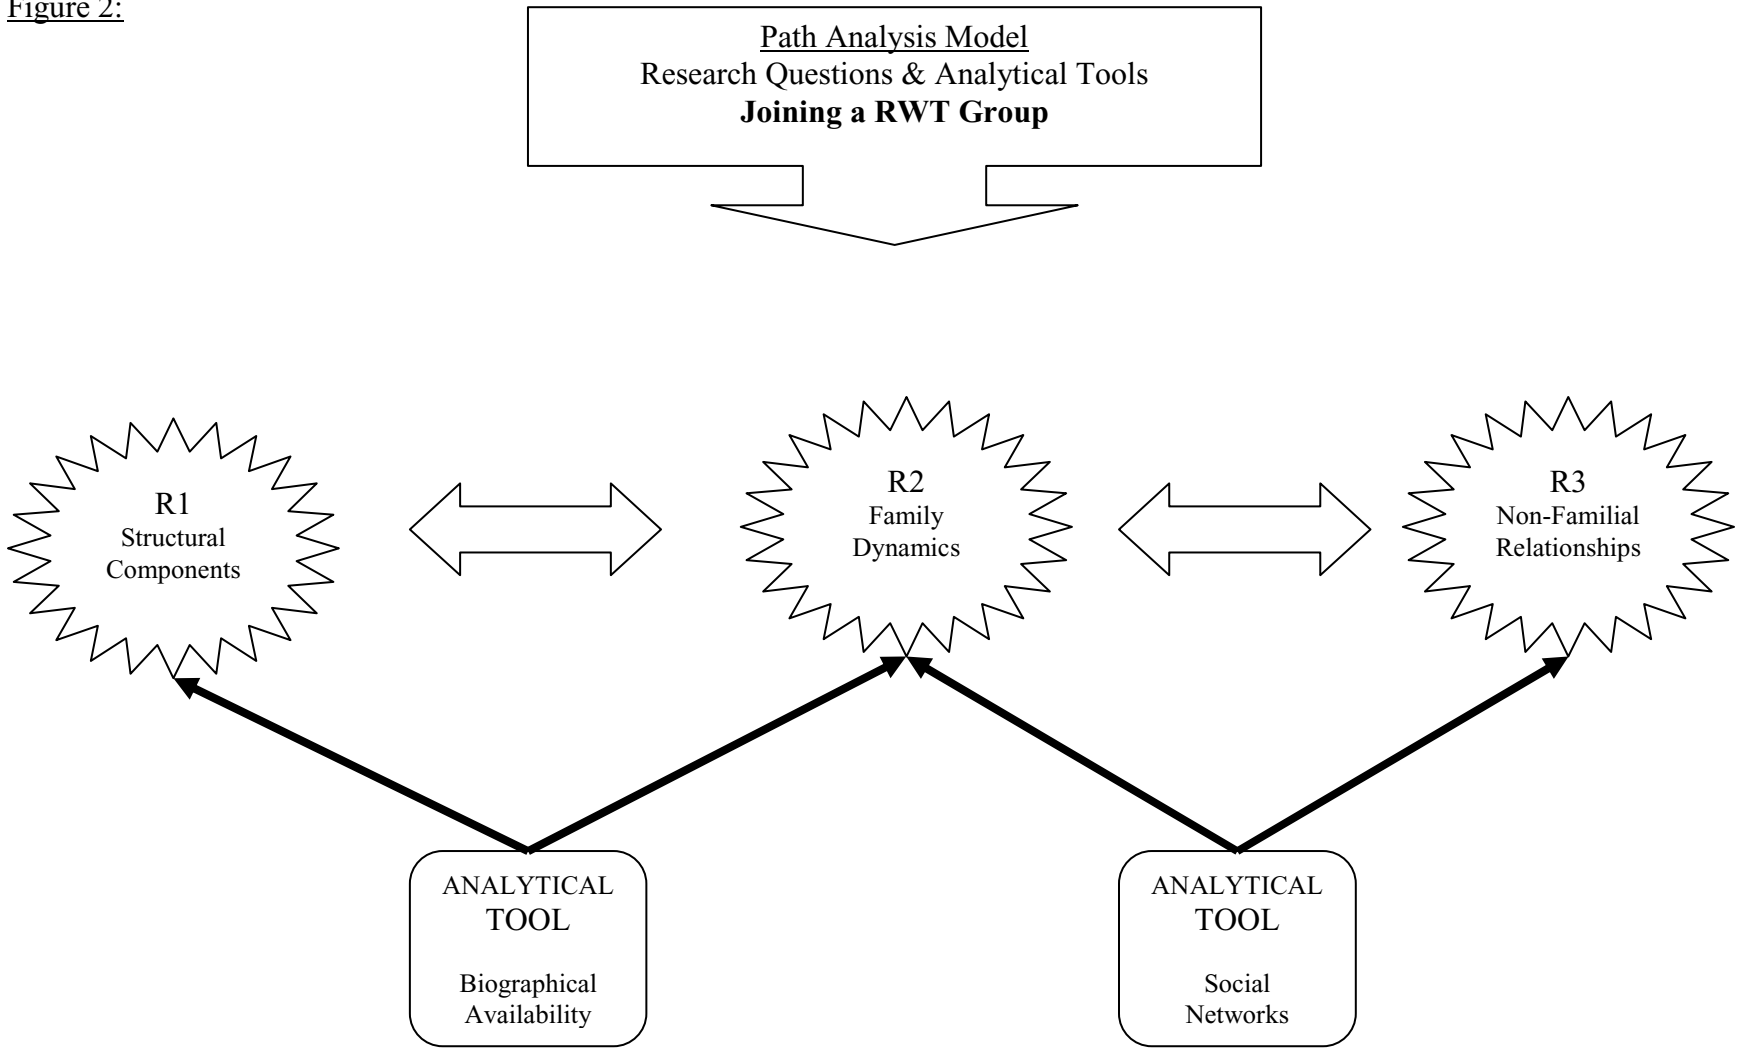 Figure 2:
Path Analysis Model
Research Questions & Analytical Tools
Joining a RWT Group
R1
Structural
Components
R2
Family
Dynamics
R3
Non-Familial
Relationships
ANALYTICAL
TOOL
Biographical
Availability
ANALYTICAL
TOOL
Social
Networks